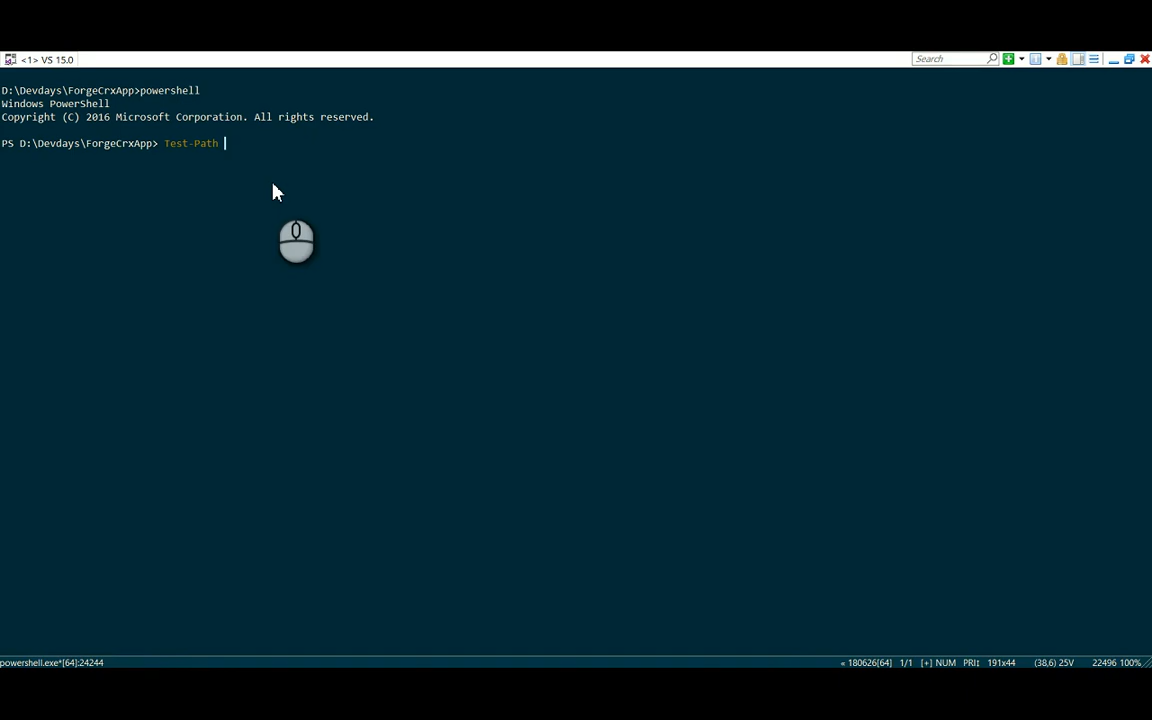 <1> VS 15.0
Search
D:\Devdays\ForgeCrxApp>powershell
Windows PowerShell
Copyright (C) 2016 Microsoft Corporation. All rights reserved.
PS D:\Devdays\ForgeCrxApp> Test-Path
powershell.exe*[64]:24244
« 180626[64] 1/1 [+] NUM PRI↕ 191x44 (38,6) 25V 22496 100%